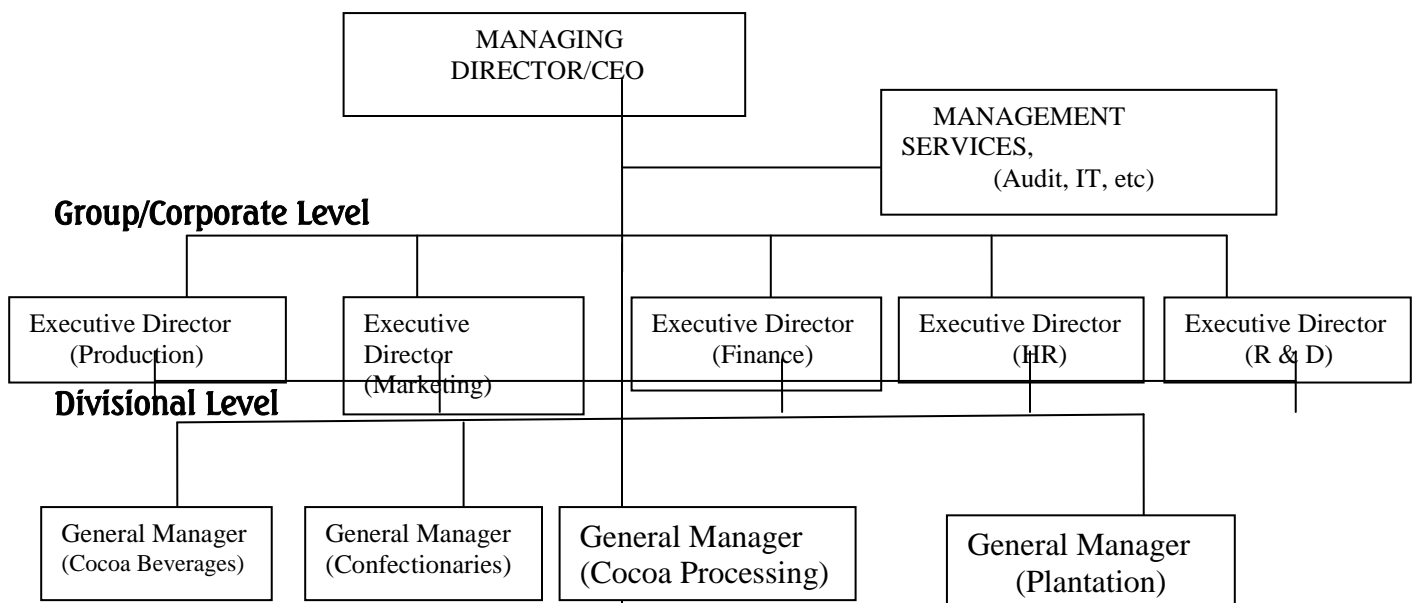 MANAGING
DIRECTOR/CEO
MANAGEMENT
SERVICES,
(Audit, IT, etc)
Group/Corporate Level
Executive Director
(Production)
Executive
Director
(Marketing)
Executive Director
(Finance)
Executive Director
(HR)
Executive Director
(R & D)
Divisional Level
General Manager
(Cocoa Beverages)
General Manager
(Confectionaries)
General Manager
(Cocoa Processing)
General Manager
(Plantation)